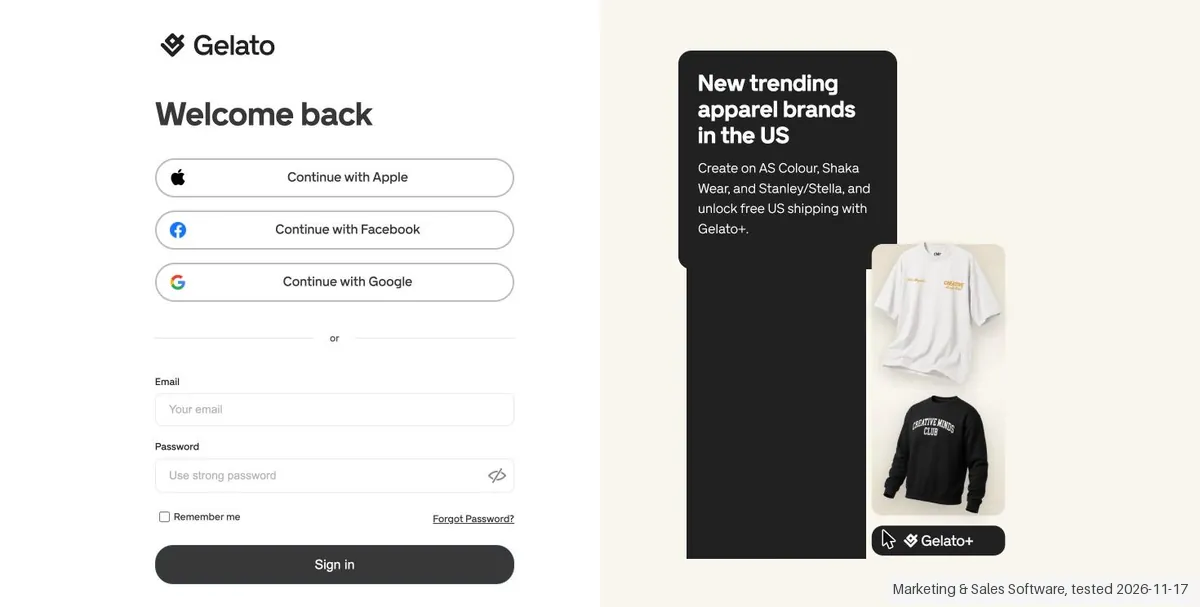 Gelato
Welcome back
Continue with Apple
Continue with Facebook
Continue with Google
or
Email
Your email
Password
Use strong password
Remember me
Forgot Password?
Sign in
New trending
apparel brands
in the US
Create on AS Colour, Shaka
Wear, and Stanley/Stella, and
unlock free US shipping with
Gelato+.
CREATIVE
CREATIVE MINDS
CLUB
Gelato+
Marketing & Sales Software, tested 2026-11-17